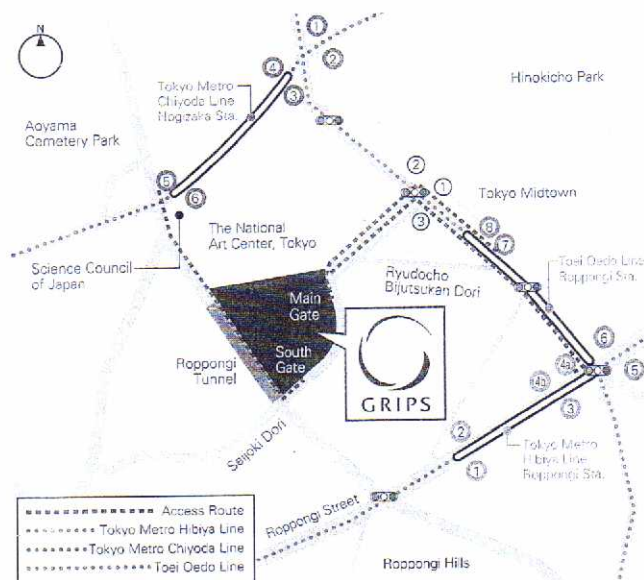 N
①
②
④
③
Hinokicho Park
Tokyo Metro
Chiyoda Line
Nogizaka Sta.
Aoyama
Cemetery Park
②
①
⑤
⑥
③
Tokyo Midtown
⑧
⑦
The National
Art Center, Tokyo
Science Council
of Japan
Ryudocho
Bijutsukan Dori
Toei Oedo Line
Roppongi Sta.
Main
Gate
South
Gate
Roppongi
Tunnel
GRIPS
⑥
4a
4b
⑤
③
②
①
Tokyo Metro
Hibiya Line
Roppongi Sta.
Seijoki Dori
Roppongi Street
Roppongi Hills
Access Route
Tokyo Metro Hibiya Line
Tokyo Metro Chiyoda Line
Toei Oedo Line